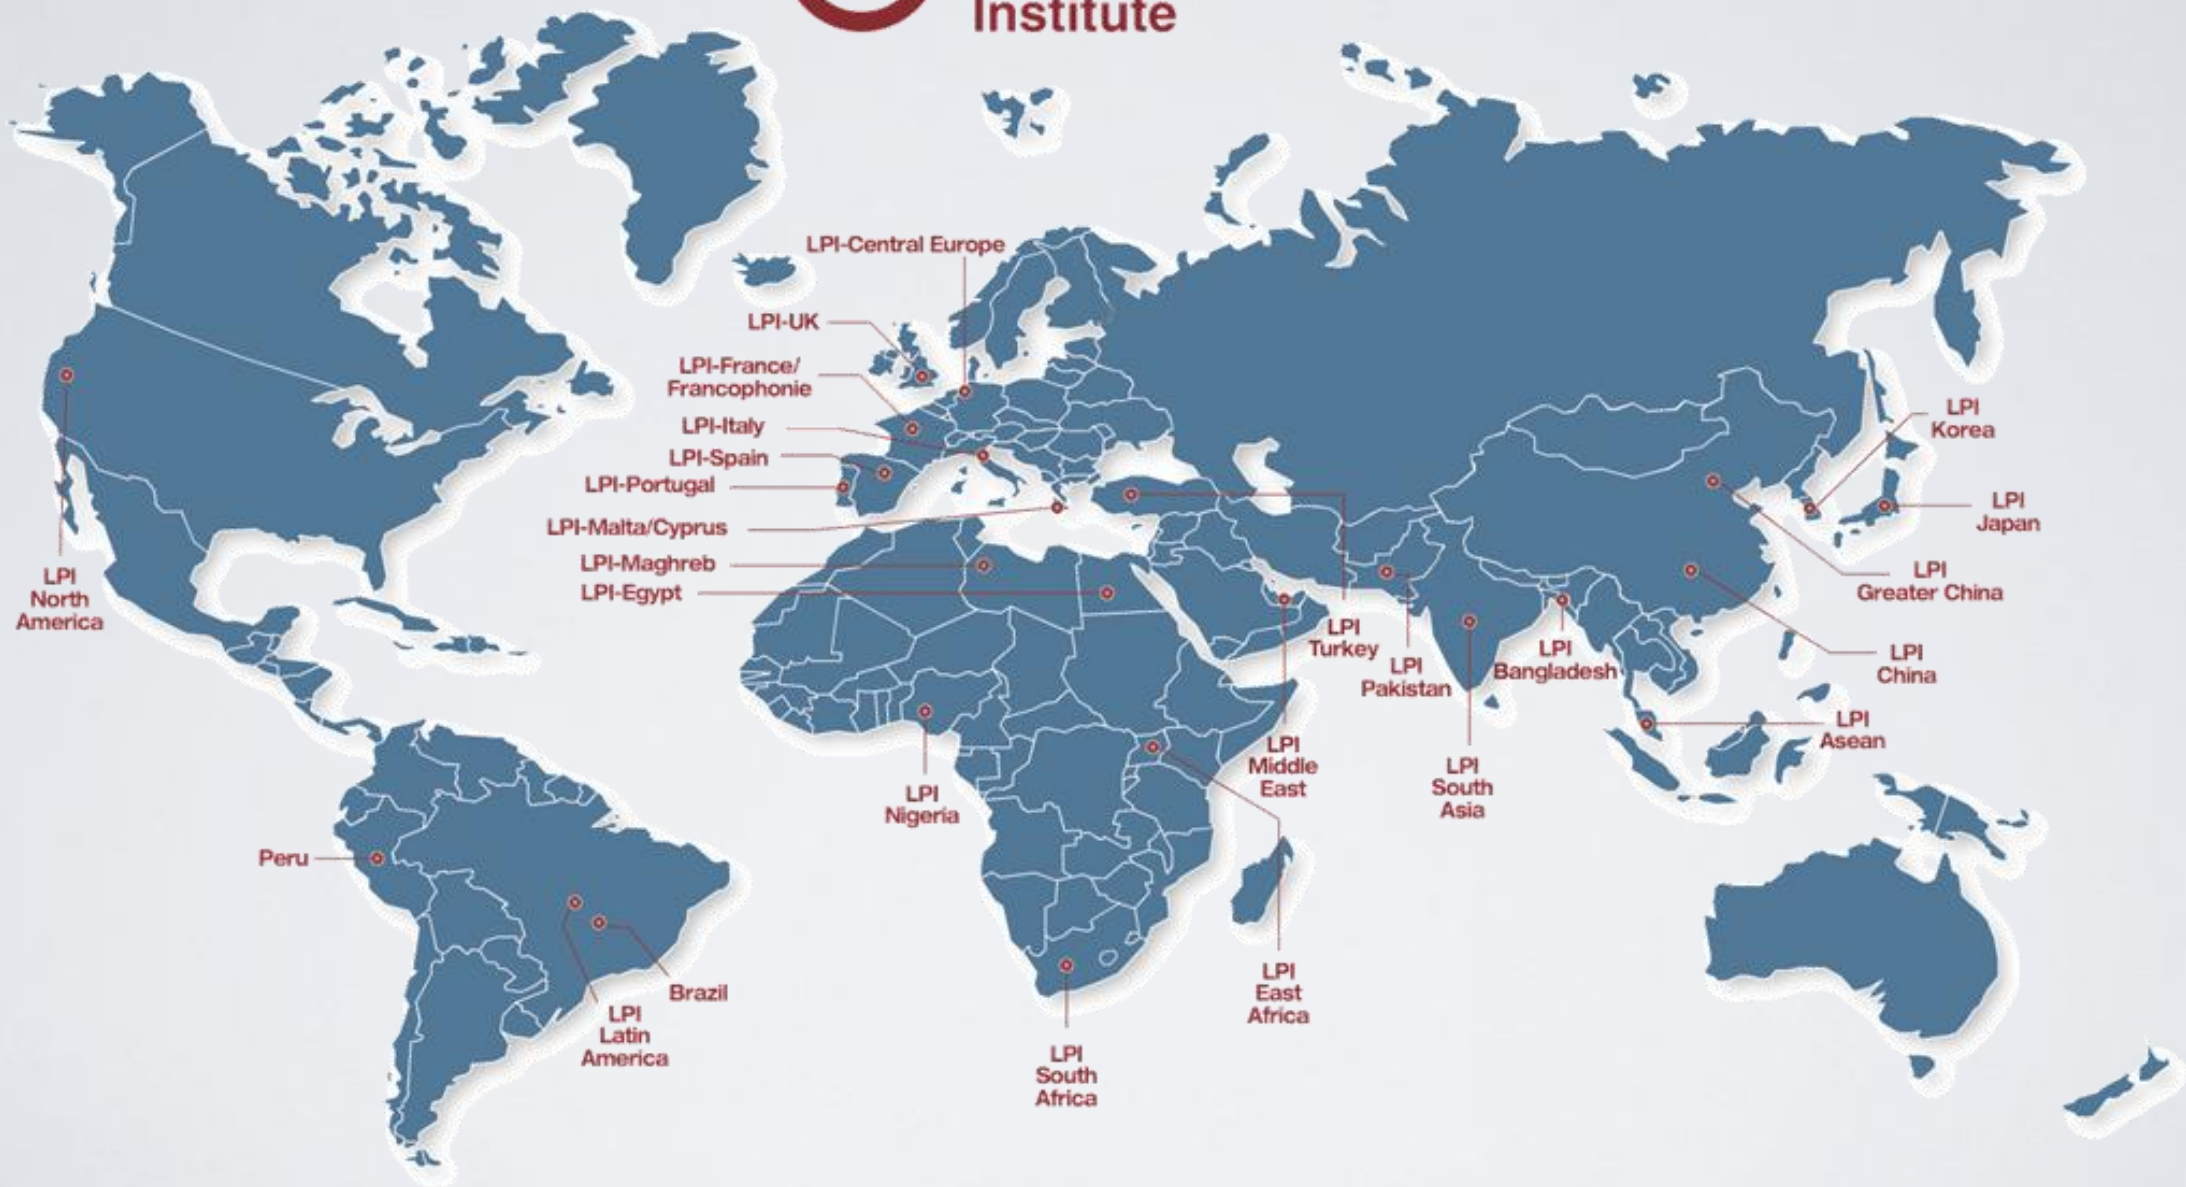 Institute
LPI-Central Europe
LPI-UK
LPI-France/
Francophonie
LPI-Italy
LPI-Spain
LPI-Portugal
LPI-Malta/Cyprus
LPI-Maghreb
LPI-Egypt
LPI
North
America
LPI
Korea
LPI
Japan
LPI
Greater China
LPI
China
LPI
Turkey
LPI
Pakistan
LPI
Bangladesh
LPI
Asean
LPI
Middle
East
LPI
South
Asia
LPI
Nigeria
Peru
Brazil
LPI
Latin
America
LPI
East
Africa
LPI
South
Africa